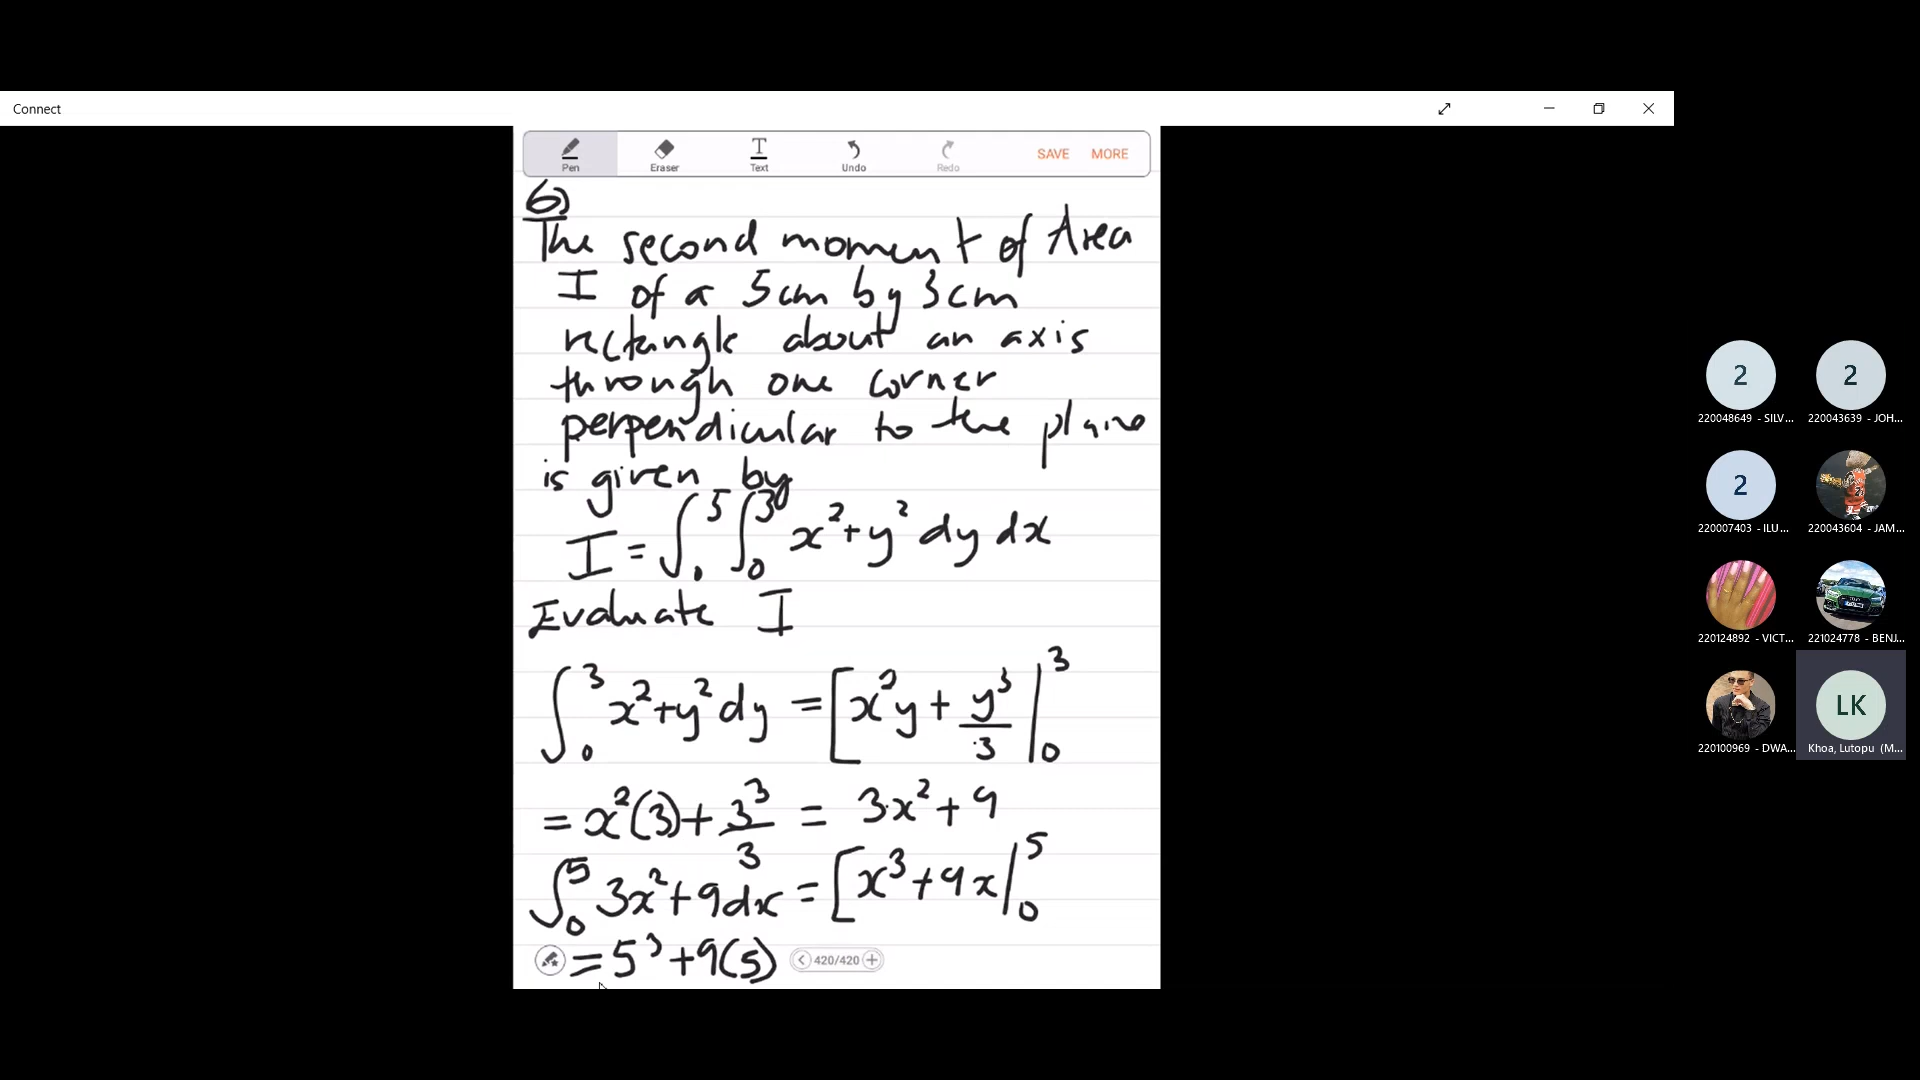 Connect
Pen
Eraser
Text
Undo
Redo
SAVE
MORE
6)
The second moment of Area
I of a 5cm by 3cm
rectangle about an axis
through one corner
perpendicular to the plane
is given by
I = ∫₀⁵ ∫₀³ x² + y² dy dx
Evaluate I
∫₀³ x² + y² dy = [x²y + y³/3 |₀³
= x²(3) + 3³/3 = 3x² + 9
∫₀⁵ 3x² + 9 dx = [x³ + 9x |₀⁵
= 5³ + 9(5)
420/420
2
2
220048649 - SILV...
220043639 - JOH...
2
220007403 - ILU...
220043604 - JAM...
220124892 - VICT...
221024778 - BENJ...
LK
220100969 - DWA...
Khoa, Lutopu (M...